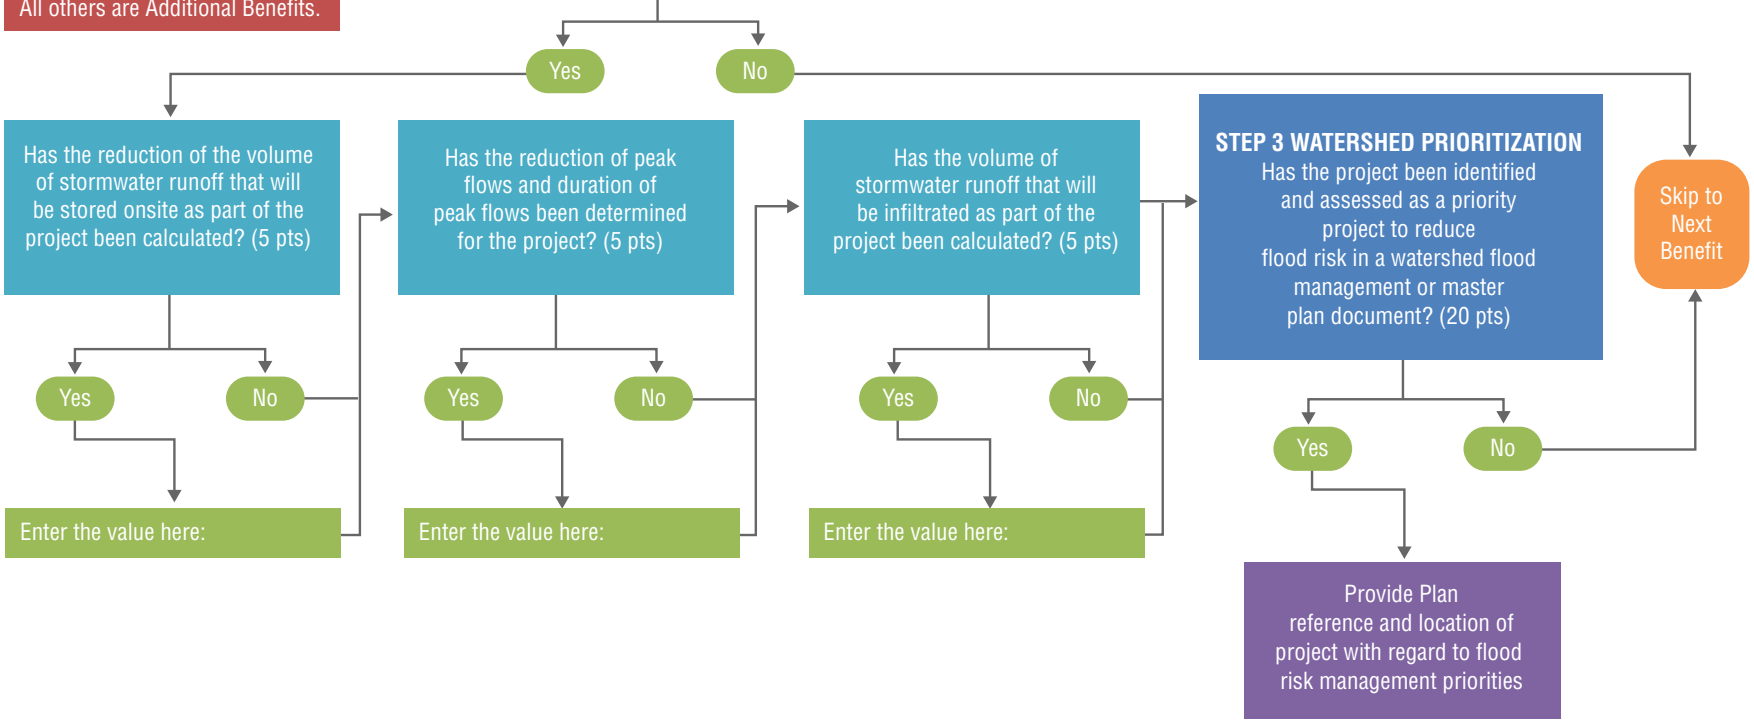 All others are Additional Benefits.
Yes
No
Has the reduction of the volume
of stormwater runoff that will
be stored onsite as part of the
project been calculated? (5 pts)
Has the reduction of peak
flows and duration of
peak flows been determined
for the project? (5 pts)
Has the volume of
stormwater runoff that will
be infiltrated as part of the
project been calculated? (5 pts)
STEP 3 WATERSHED PRIORITIZATION
Has the project been identified
and assessed as a priority
project to reduce
flood risk in a watershed flood
management or master
plan document? (20 pts)
Skip to
Next
Benefit
Yes
No
Yes
No
Yes
No
Yes
No
Enter the value here:
Enter the value here:
Enter the value here:
Provide Plan
reference and location of
project with regard to flood
risk management priorities